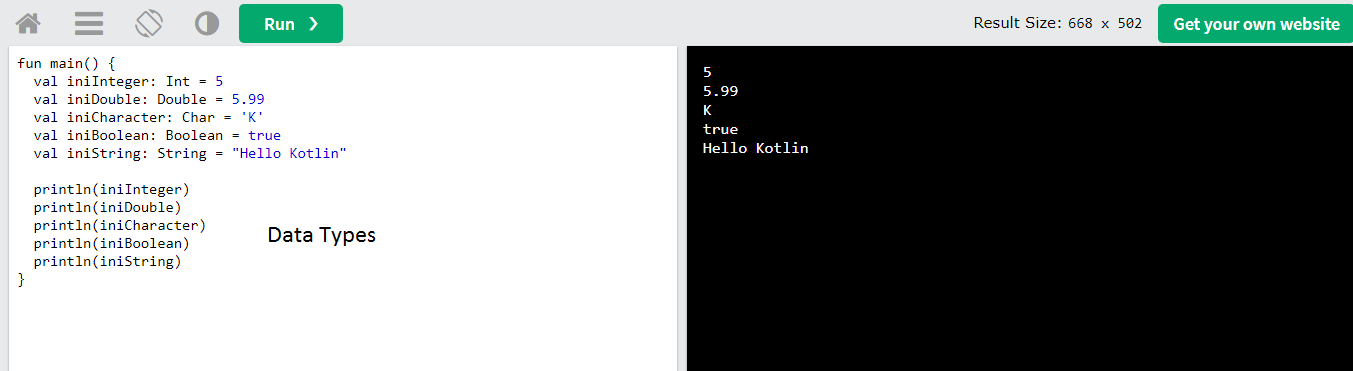 Run ❯
Result Size: 668 x 502
Get your own website
fun main() {
  val iniInteger: Int = 5
  val iniDouble: Double = 5.99
  val iniCharacter: Char = 'K'
  val iniBoolean: Boolean = true
  val iniString: String = "Hello Kotlin"
  println(iniInteger)
  println(iniDouble)
  println(iniCharacter)
  println(iniBoolean)
  println(iniString)
}
Data Types
5
5.99
K
true
Hello Kotlin